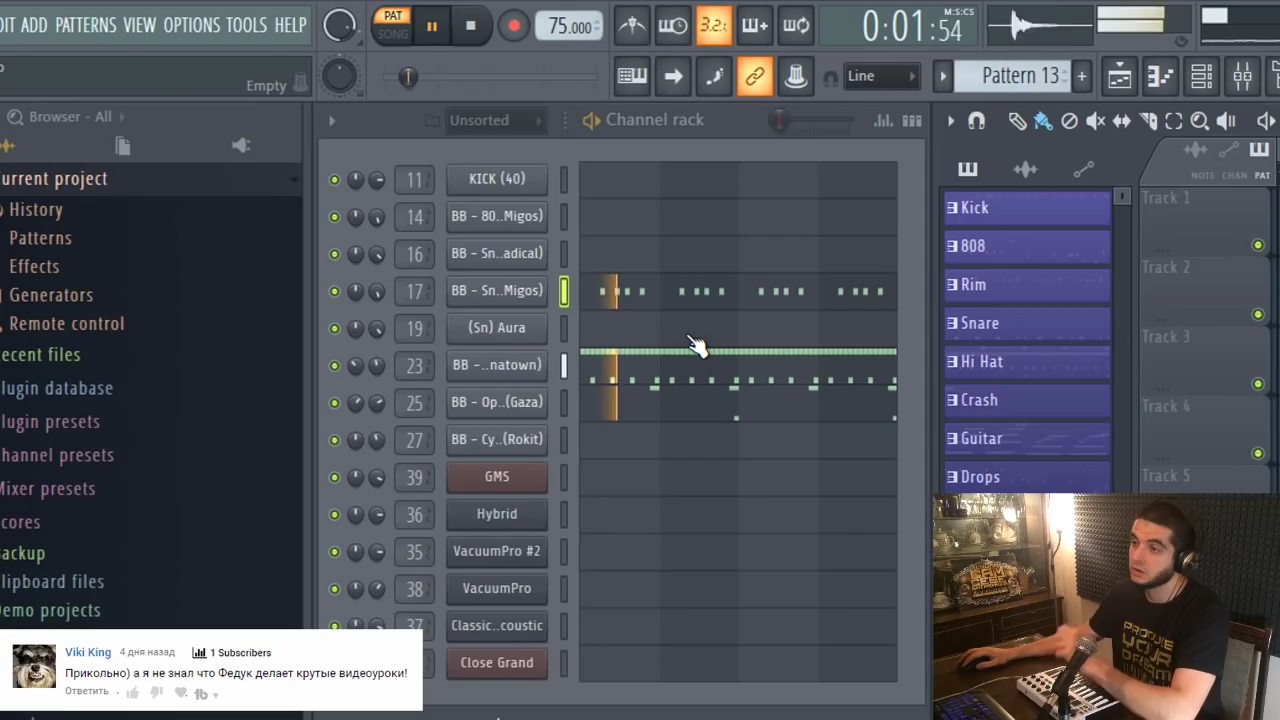 DIT ADD PATTERNS VIEW OPTIONS TOOLS HELP
PAT
SONG
75.000
3.2.
0:01:54
M:S:CS
Empty
Line
Pattern 13
Browser - All
Unsorted
Channel rack
NOTE CHAN PAT
urrent project
History
Patterns
Effects
Generators
Remote control
ecent files
lugin database
lugin presets
hannel presets
ixer presets
cores
ackup
lipboard files
emo projects
11 KICK (40)
14 BB - 80..Migos)
16 BB - Sn..adical)
17 BB - Sn..Migos)
19 (Sn) Aura
23 BB -...natown)
25 BB - Op..(Gaza)
27 BB - Cy..(Rokit)
39 GMS
36 Hybrid
35 VacuumPro #2
38 VacuumPro
37 Classic..coustic
Close Grand
Kick
808
Rim
Snare
Hi Hat
Crash
Guitar
Drops
Track 1
Track 2
Track 3
Track 4
Track 5
PRODUCE
YOUR
DREAM
Viki King 4 дня назад 1 Subscribers
Прикольно) а я не знал что Федук делает крутые видеоуроки!
Ответить